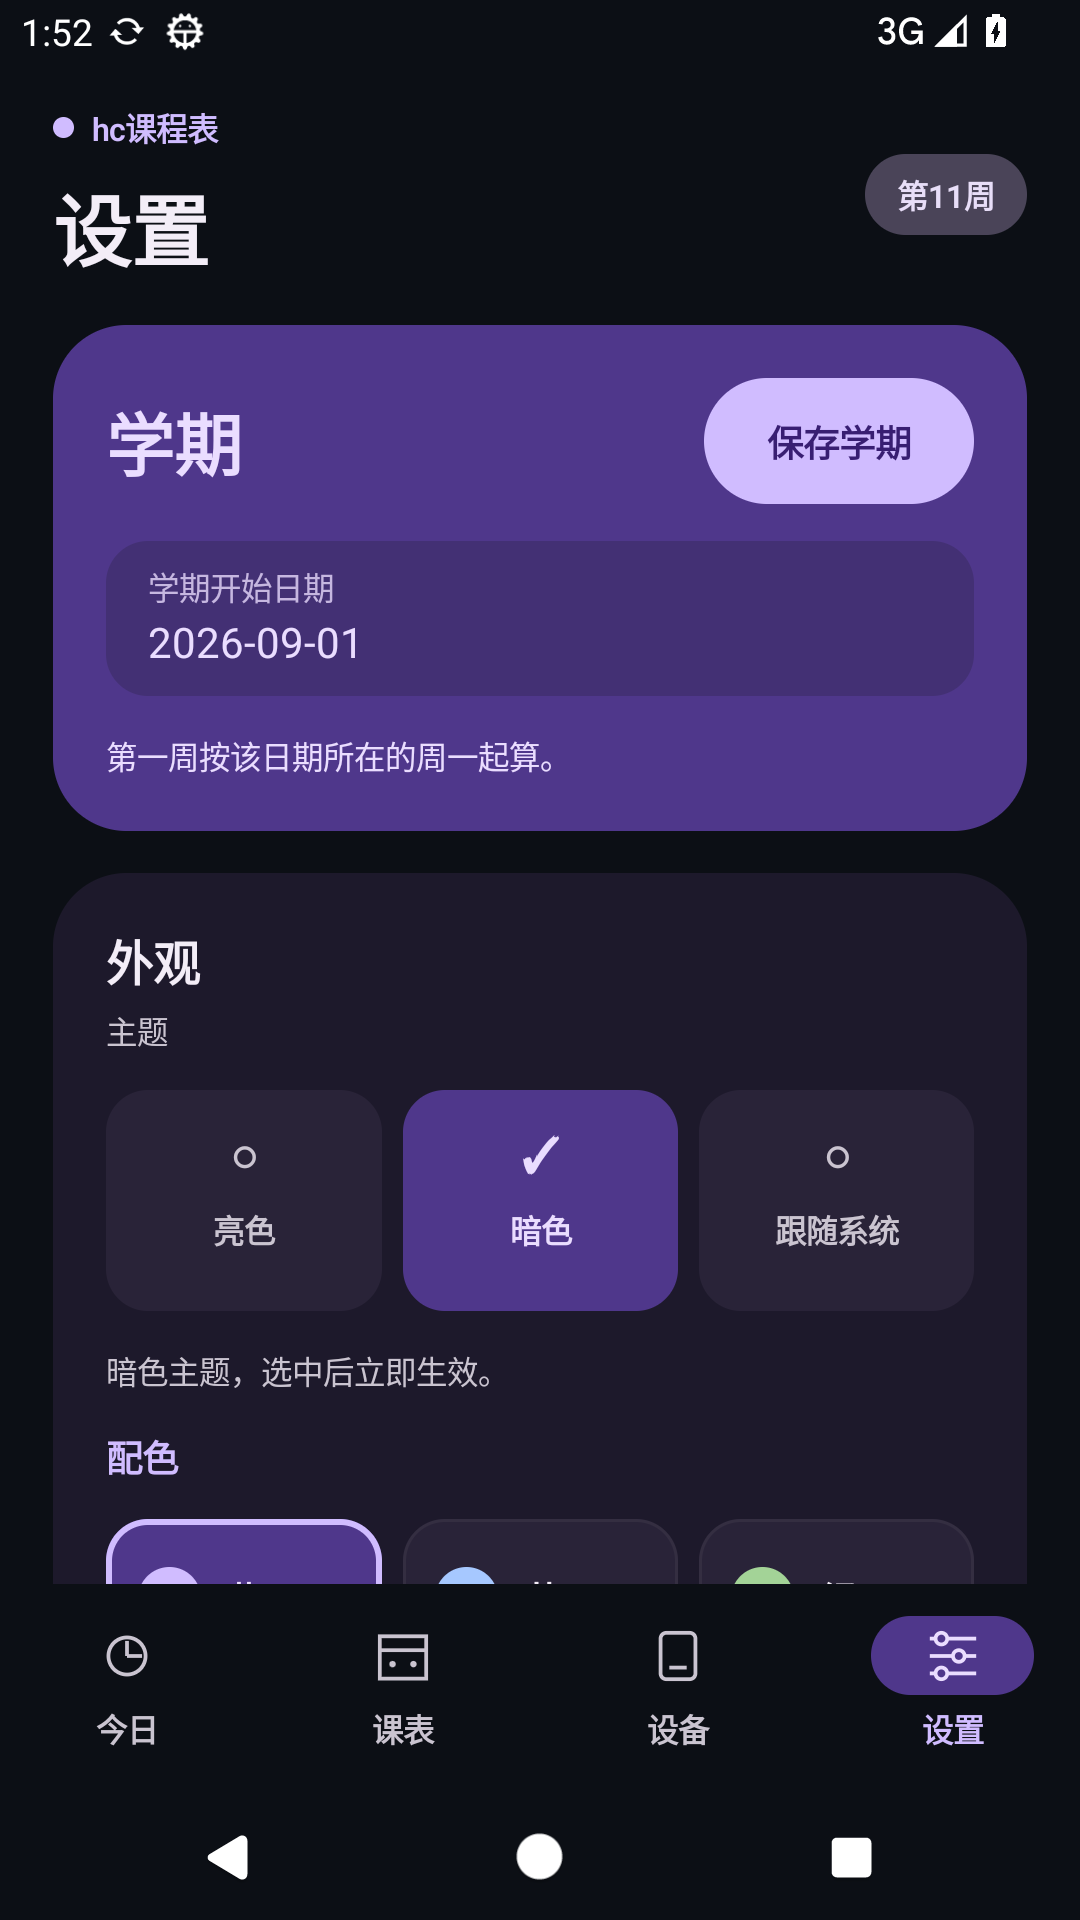 1:52
3G
hc课程表
设置
第11周
学期
保存学期
学期开始日期
2026-09-01
第一周按该日期所在的周一起算。
外观
主题
亮色
✓
暗色
跟随系统
暗色主题，选中后立即生效。
配色
今日
课表
设备
设置